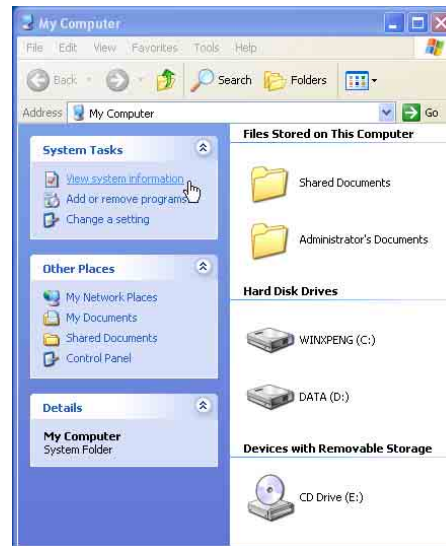 My Computer
File Edit View Favorites Tools Help
Back Search Folders
Address My Computer Go
System Tasks
View system information
Add or remove programs
Change a setting
Other Places
My Network Places
My Documents
Shared Documents
Control Panel
Details
My Computer
System Folder
Files Stored on This Computer
Shared Documents
Administrator's Documents
Hard Disk Drives
WINXPENG (C:)
DATA (D:)
Devices with Removable Storage
CD Drive (E:)